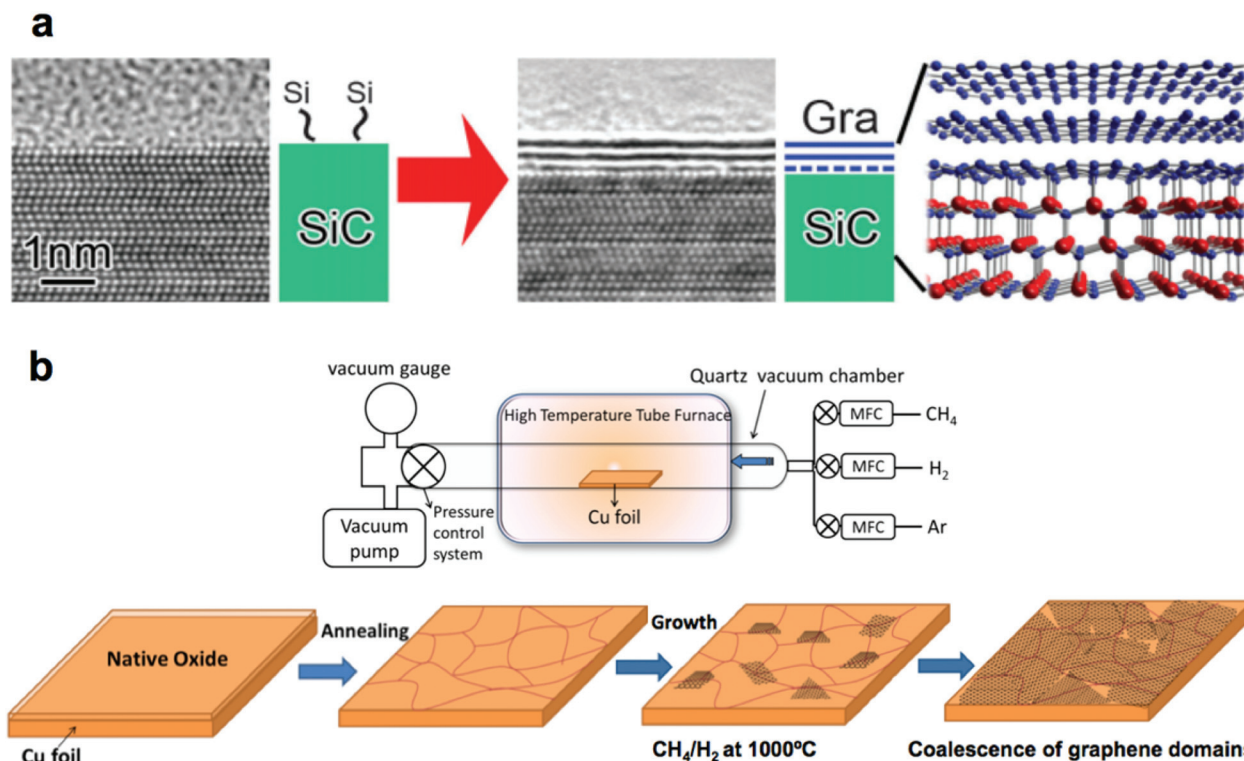 a
Si Si
SiC
1nm
Gra
SiC
b
vacuum gauge
Quartz vacuum chamber
High Temperature Tube Furnace
MFC CH₄
MFC H₂
MFC Ar
Cu foil
Pressure
control
system
Vacuum
pump
Native Oxide
Cu foil
Annealing
Growth
CH₄/H₂ at 1000ºC
Coalescence of graphene domains